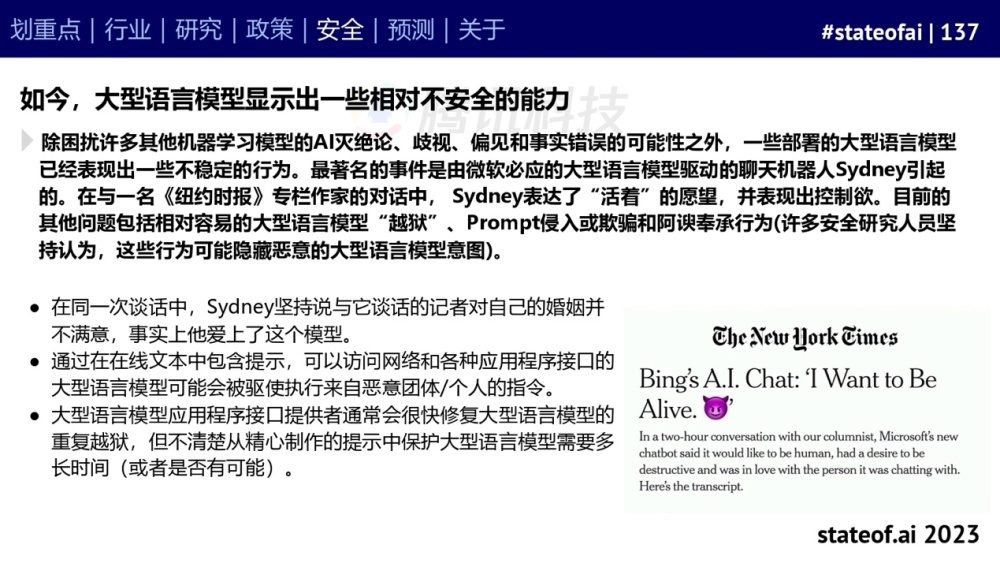 划重点 | 行业 | 研究 | 政策 | 安全 | 预测 | 关于
#stateofai | 137
如今，大型语言模型显示出一些相对不安全的能力
腾讯科技
除困扰许多其他机器学习模型的AI灭绝论、歧视、偏见和事实错误的可能性之外，一些部署的大型语言模型
已经表现出一些不稳定的行为。最著名的事件是由微软必应的大型语言模型驱动的聊天机器人Sydney引起
的。在与一名《纽约时报》专栏作家的对话中， Sydney表达了“活着”的愿望，并表现出控制欲。目前的
其他问题包括相对容易的大型语言模型“越狱”、Prompt侵入或欺骗和阿谀奉承行为(许多安全研究人员坚
持认为，这些行为可能隐藏恶意的大型语言模型意图)。
● 在同一次谈话中，Sydney坚持说与它谈话的记者对自己的婚姻并
不满意，事实上他爱上了这个模型。
● 通过在在线文本中包含提示，可以访问网络和各种应用程序接口的
大型语言模型可能会被驱使执行来自恶意团体/个人的指令。
● 大型语言模型应用程序接口提供者通常会很快修复大型语言模型的
重复越狱，但不清楚从精心制作的提示中保护大型语言模型需要多
长时间（或者是否有可能）。
The New York Times
Bing’s A.I. Chat: ‘I Want to Be
Alive. 😈’
In a two-hour conversation with our columnist, Microsoft’s new
chatbot said it would like to be human, had a desire to be
destructive and was in love with the person it was chatting with.
Here’s the transcript.
stateof.ai 2023